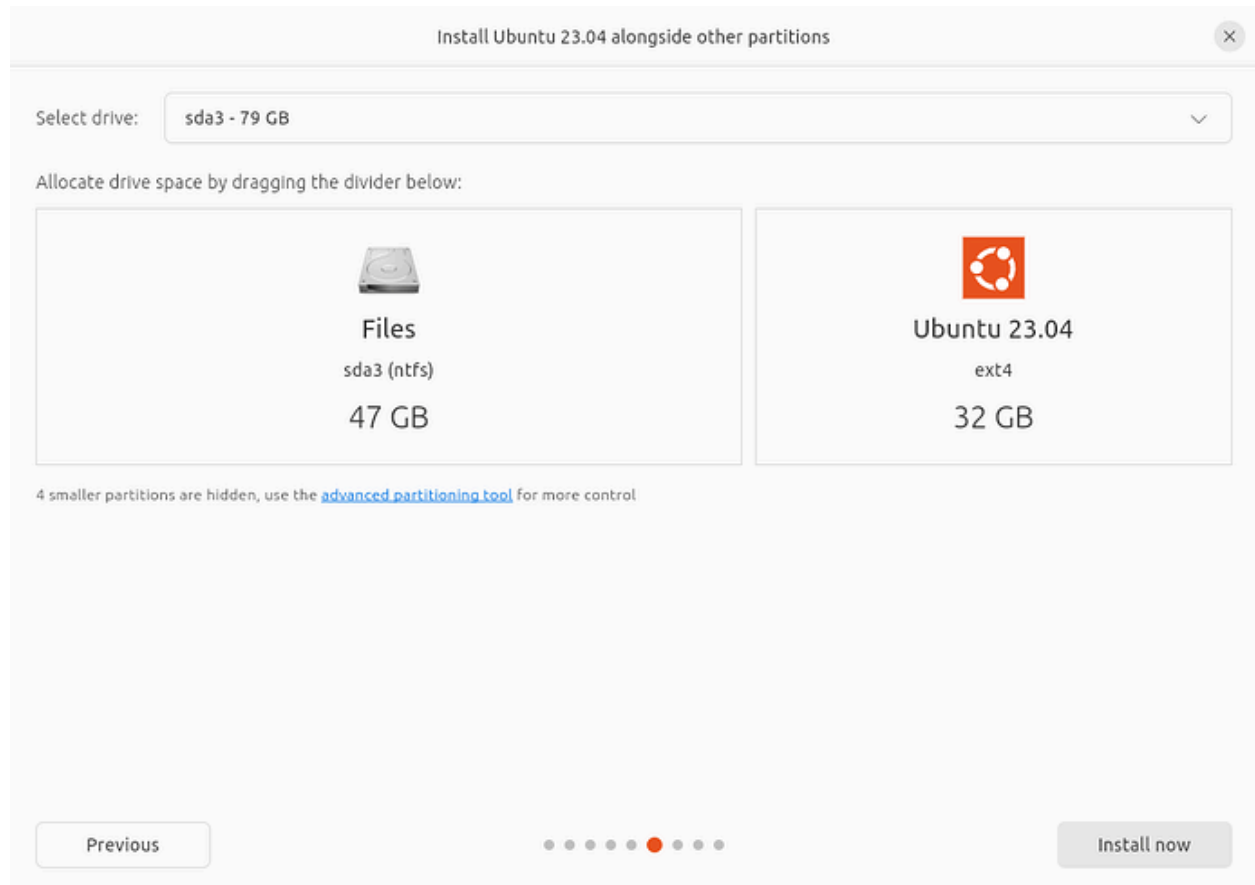 Install Ubuntu 23.04 alongside other partitions
Select drive:
sda3 - 79 GB
Allocate drive space by dragging the divider below:
Files
sda3 (ntfs)
47 GB
Ubuntu 23.04
ext4
32 GB
4 smaller partitions are hidden, use the advanced partitioning tool for more control
Previous
Install now